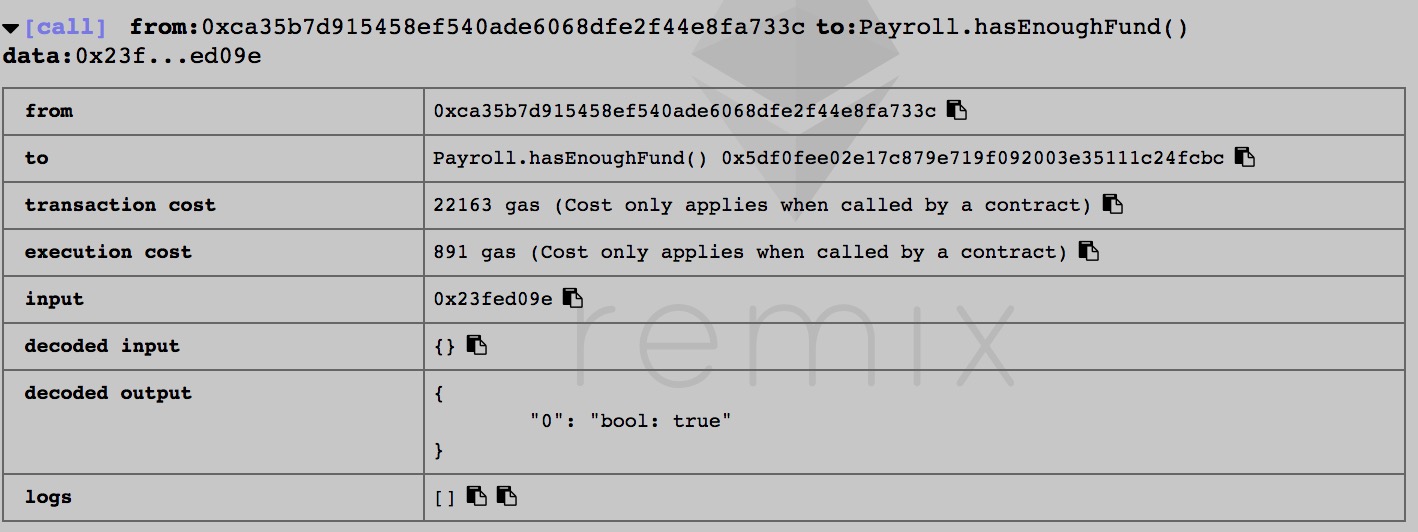 [call] from:0xca35b7d915458ef540ade6068dfe2f44e8fa733c to:Payroll.hasEnoughFund()
data:0x23f...ed09e
from 0xca35b7d915458ef540ade6068dfe2f44e8fa733c
to Payroll.hasEnoughFund() 0x5df0fee02e17c879e719f092003e35111c24fcbc
transaction cost 22163 gas (Cost only applies when called by a contract)
execution cost 891 gas (Cost only applies when called by a contract)
input 0x23fed09e
remix
decoded input {}
decoded output {
"0": "bool: true"
}
logs []